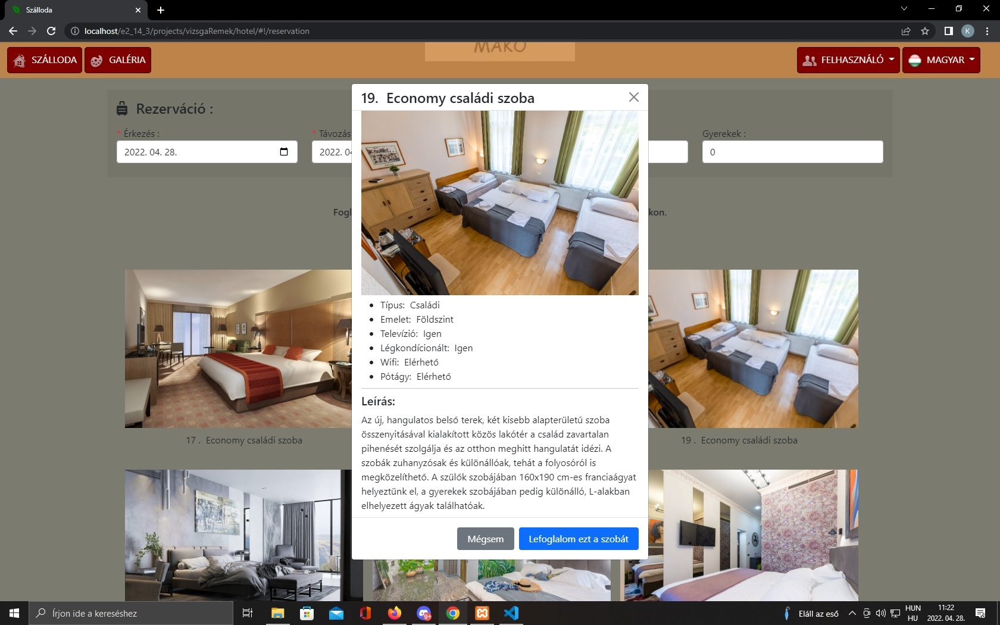 Szálloda
localhost/e2_14_3/projects/vizsgaRemek/hotel/#!/reservation
K
MAKÓ
SZÁLLODA
GALÉRIA
FELHASZNÁLÓ
MAGYAR
Rezerváció :
* Érkezés :
* Távozás
Gyerekek :
2022. 04. 28.
2022. 04
0
Fogl
kon.
19. Economy családi szoba
Típus: Családi
Emelet: Földszint
Televízió: Igen
Légkondícionált: Igen
Wifi: Elérhető
Pótágy: Elérhető
Leírás:
Az új, hangulatos belső terek, két kisebb alapterületű szoba
összenyitásával kialakított közös lakótér a család zavartalan
pihenését szolgálja és az otthon meghitt hangulatát idézi. A
szobák zuhanyzósak és különállóak, tehát a folyosóról is
megközelíthető. A szülők szobájában 160x190 cm-es franciaágyat
helyeztünk el, a gyerekek szobájában pedig különálló, L-alakban
elhelyezett ágyak találhatóak.
Mégsem
Lefoglalom ezt a szobát
17 . Economy családi szoba
19 . Economy családi szoba
Írjon ide a kereséshez
9+
Eláll az eső
HUN
HU
11:22
2022. 04. 28.